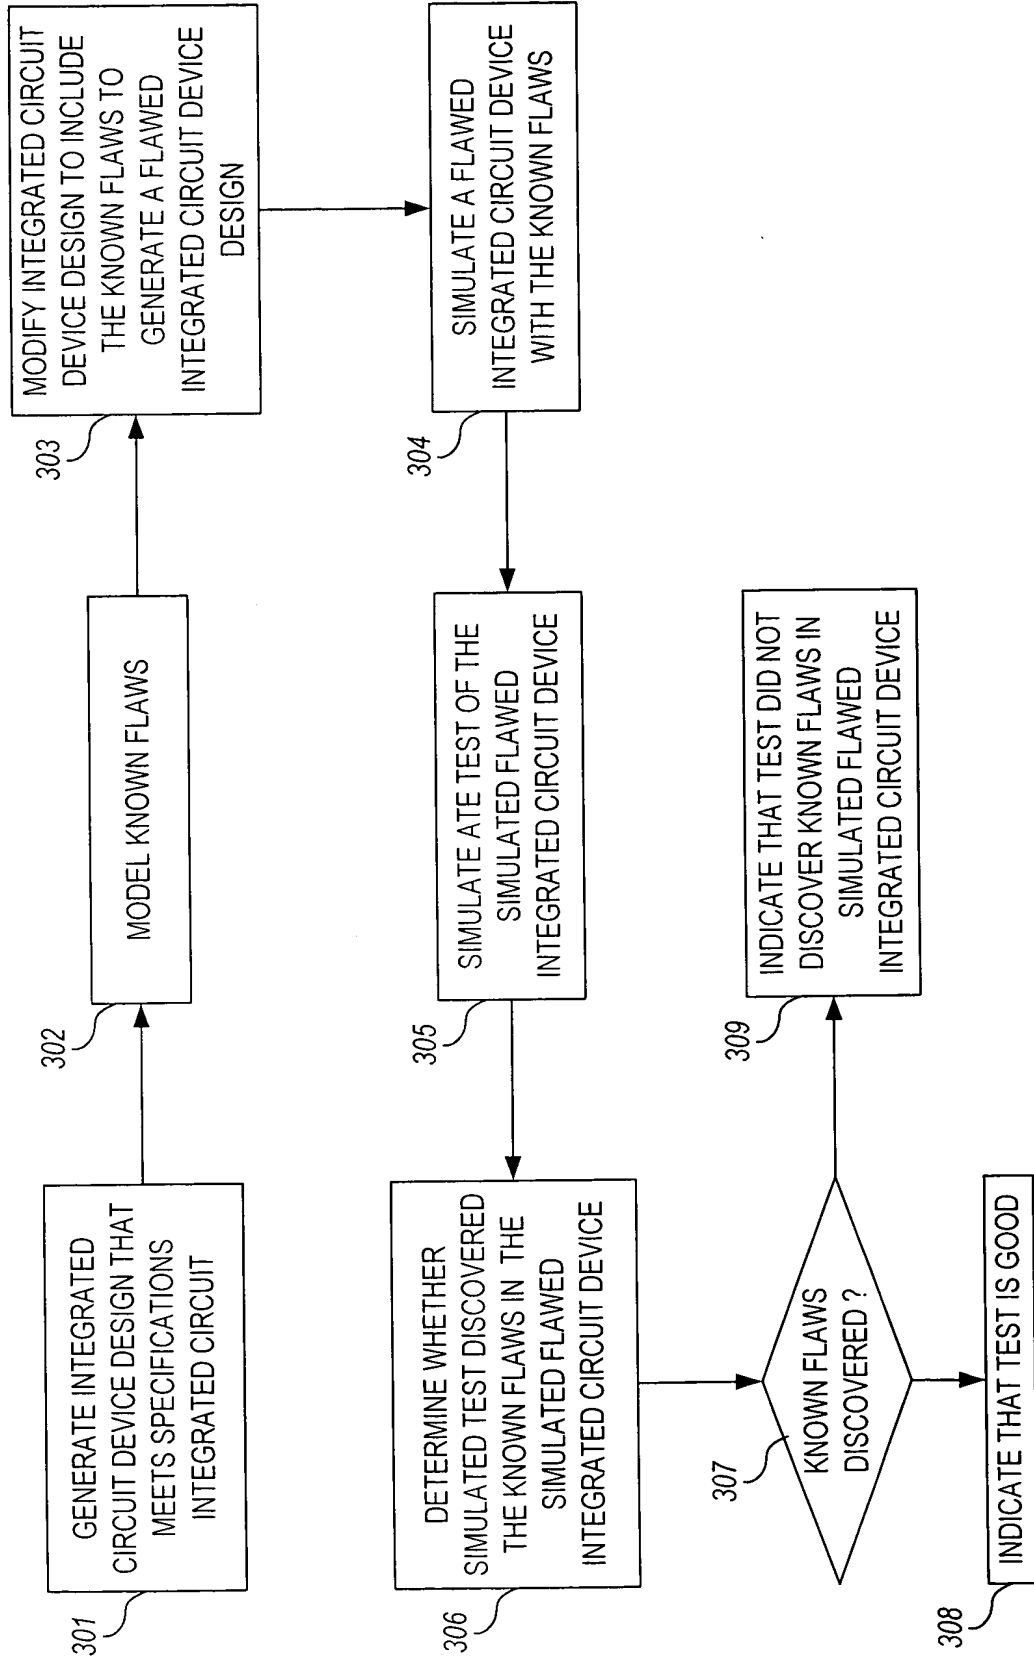 GENERATE INTEGRATED
CIRCUIT DEVICE DESIGN THAT
MEETS SPECIFICATIONS
INTEGRATED CIRCUIT
301
MODEL KNOWN FLAWS
302
MODIFY INTEGRATED CIRCUIT
DEVICE DESIGN TO INCLUDE
THE KNOWN FLAWS TO
GENERATE A FLAWED
INTEGRATED CIRCUIT DEVICE
DESIGN
303
SIMULATE A FLAWED
INTEGRATED CIRCUIT DEVICE
WITH THE KNOWN FLAWS
304
SIMULATE ATE TEST OF THE
SIMULATED FLAWED
INTEGRATED CIRCUIT DEVICE
305
DETERMINE WHETHER
SIMULATED TEST DISCOVERED
THE KNOWN FLAWS IN THE
SIMULATED FLAWED
INTEGRATED CIRCUIT DEVICE
306
307
KNOWN FLAWS
DISCOVERED ?
INDICATE THAT TEST DID NOT
DISCOVER KNOWN FLAWS IN
SIMULATED FLAWED
INTEGRATED CIRCUIT DEVICE
309
INDICATE THAT TEST IS GOOD
308